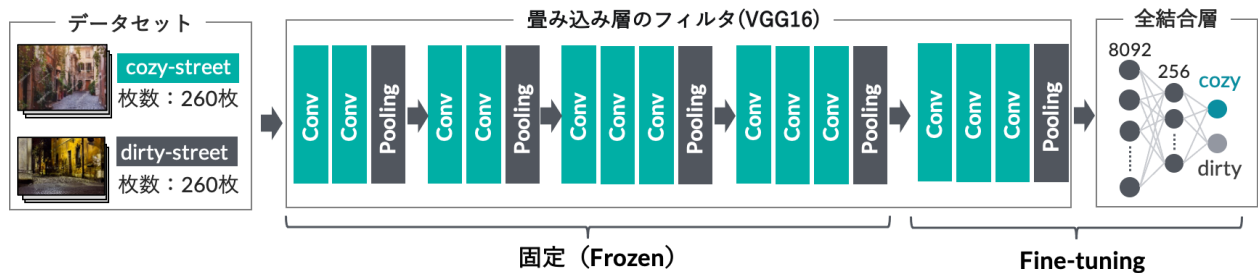 データセット
cozy-street
枚数：260枚
dirty-street
枚数：260枚
畳み込み層のフィルタ(VGG16)
Conv
Conv
Pooling
Conv
Conv
Pooling
Conv
Conv
Conv
Pooling
Conv
Conv
Conv
Pooling
Conv
Conv
Conv
Pooling
全結合層
8092
256
cozy
dirty
固定（Frozen）
Fine-tuning